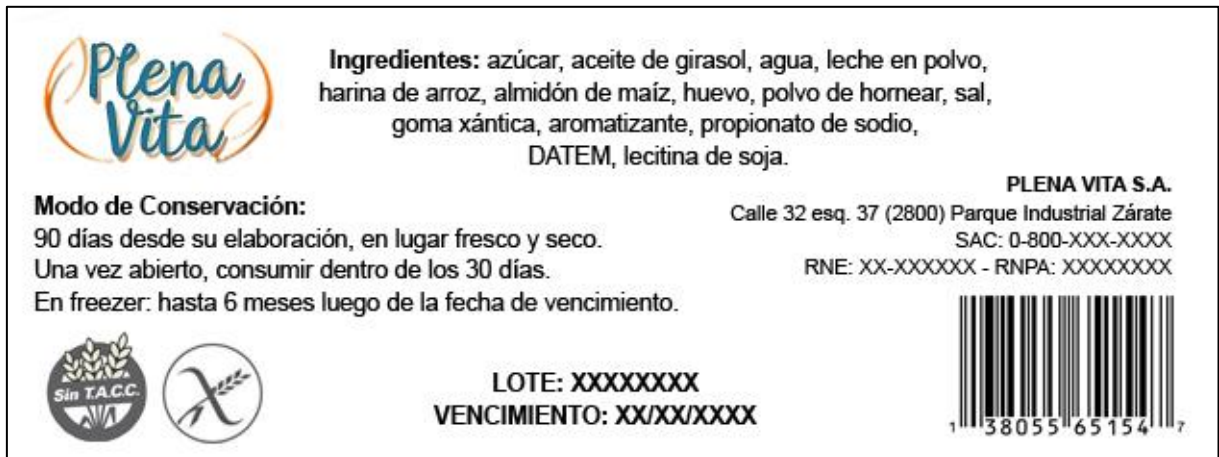 Plena
Vita
Ingredientes: azúcar, aceite de girasol, agua, leche en polvo,
harina de arroz, almidón de maíz, huevo, polvo de hornear, sal,
goma xántica, aromatizante, propionato de sodio,
DATEM, lecitina de soja.
PLENA VITA S.A.
Calle 32 esq. 37 (2800) Parque Industrial Zárate
SAC: 0-800-XXX-XXXX
RNE: XX-XXXXXX - RNPA: XXXXXXXX
Modo de Conservación:
90 días desde su elaboración, en lugar fresco y seco.
Una vez abierto, consumir dentro de los 30 días.
En freezer: hasta 6 meses luego de la fecha de vencimiento.
Sin T.A.C.C.
LOTE: XXXXXXXX
VENCIMIENTO: XX/XX/XXXX
1 38055 65154 7